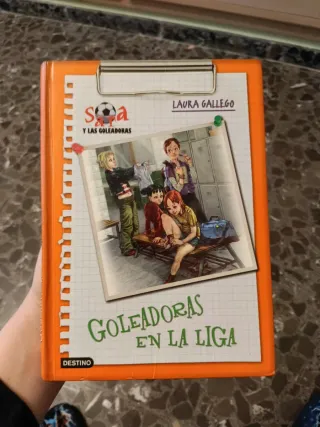 Sara
Y LAS GOLEADORAS
LAURA GALLEGO
GOLEADORAS
EN LA LIGA
DESTINO